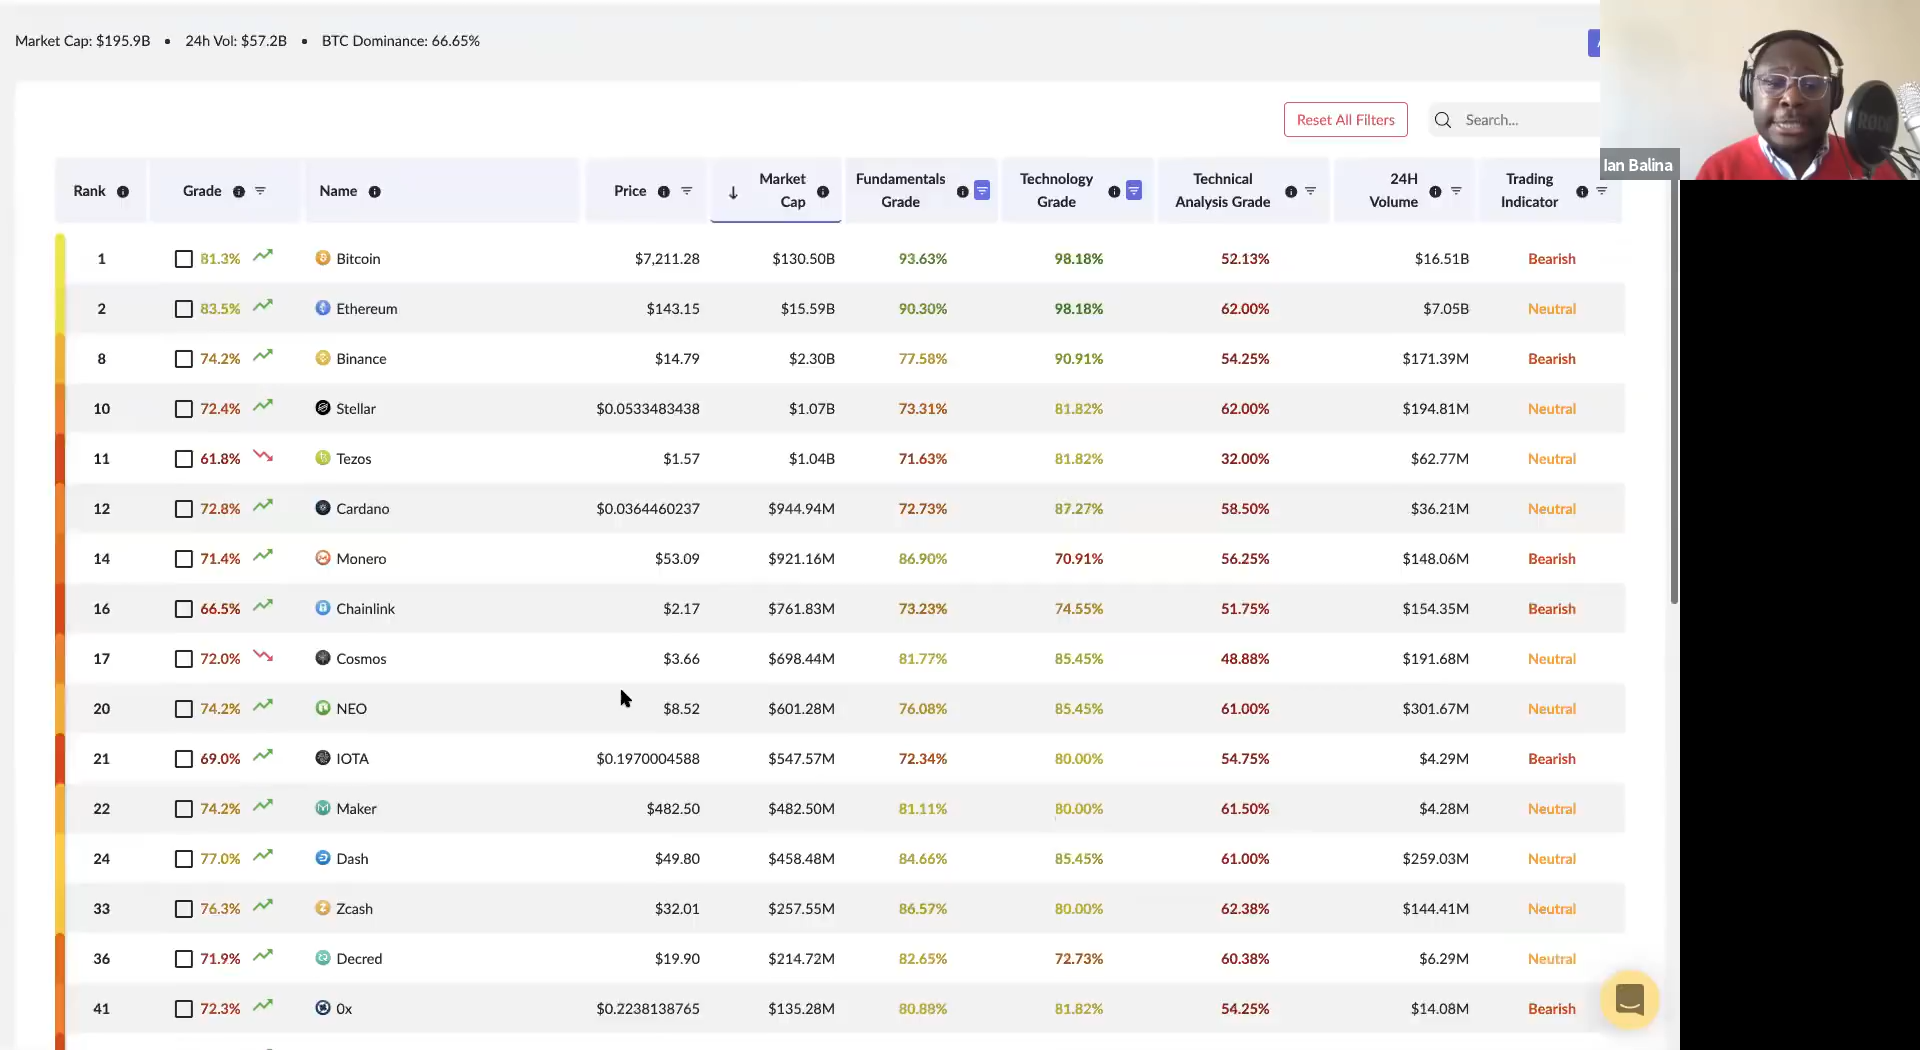 Market Cap: $195.9B • 24h Vol: $57.2B • BTC Dominance: 66.65%
Reset All Filters Search...
Ian Balina
RODE
Rank Grade Name Price Market Cap Fundamentals Grade Technology Grade Technical Analysis Grade 24H Volume Trading Indicator
1 81.3% Bitcoin $7,211.28 $130.50B 93.63% 98.18% 52.13% $16.51B Bearish
2 83.5% Ethereum $143.15 $15.59B 90.30% 98.18% 62.00% $7.05B Neutral
8 74.2% Binance $14.79 $2.30B 77.58% 90.91% 54.25% $171.39M Bearish
10 72.4% Stellar $0.0533483438 $1.07B 73.31% 81.82% 62.00% $194.81M Neutral
11 61.8% Tezos $1.57 $1.04B 71.63% 81.82% 32.00% $62.77M Neutral
12 72.8% Cardano $0.0364460237 $944.94M 72.73% 87.27% 58.50% $36.21M Neutral
14 71.4% Monero $53.09 $921.16M 86.90% 70.91% 56.25% $148.06M Bearish
16 66.5% Chainlink $2.17 $761.83M 73.23% 74.55% 51.75% $154.35M Bearish
17 72.0% Cosmos $3.66 $698.44M 81.77% 85.45% 48.88% $191.68M Neutral
20 74.2% NEO $8.52 $601.28M 76.08% 85.45% 61.00% $301.67M Neutral
21 69.0% IOTA $0.1970004588 $547.57M 72.34% 80.00% 54.75% $4.29M Bearish
22 74.2% Maker $482.50 $482.50M 81.11% 80.00% 61.50% $4.28M Neutral
24 77.0% Dash $49.80 $458.48M 84.66% 85.45% 61.00% $259.03M Neutral
33 76.3% Zcash $32.01 $257.55M 86.57% 80.00% 62.38% $144.41M Neutral
36 71.9% Decred $19.90 $214.72M 82.65% 72.73% 60.38% $6.29M Neutral
41 72.3% 0x $0.2238138765 $135.28M 80.88% 81.82% 54.25% $14.08M Bearish